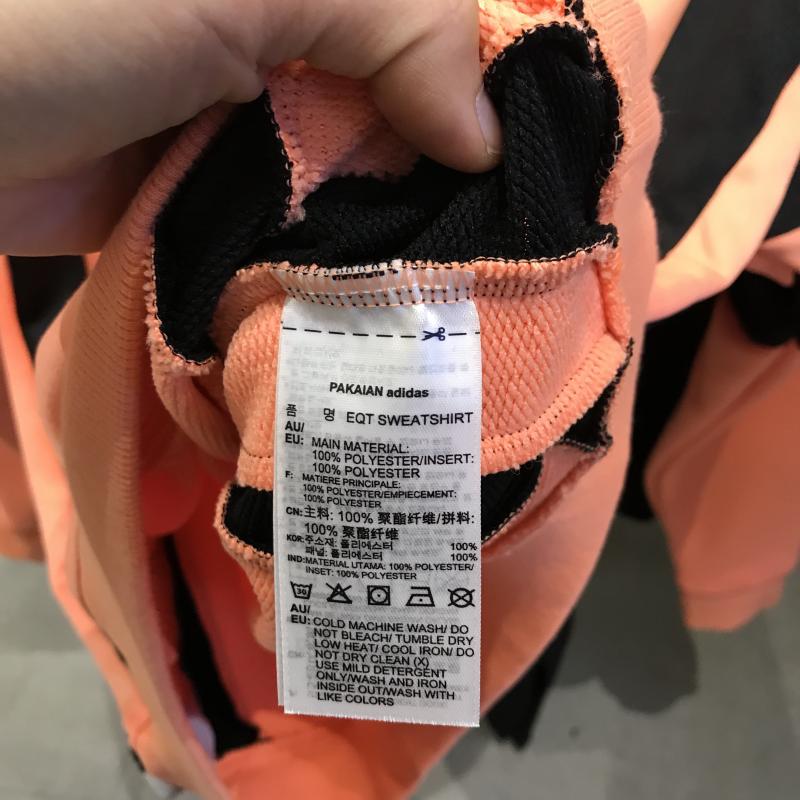 PAKAIAN adidas
품 명 EQT SWEATSHIRT
AU/
EU: MAIN MATERIAL:
100% POLYESTER/INSERT:
100% POLYESTER
F: MATIERE PRINCIPALE:
100% POLYESTER/EMPIECEMENT:
100% POLYESTER
CN: 主料: 100% 聚酯纤维/拼料:
100% 聚酯纤维
KOR: 주소재: 폴리에스터 100%
패널: 폴리에스터 100%
IND: MATERIAL UTAMA: 100% POLYESTER/
INSET: 100% POLYESTER
30
AU/
EU: COLD MACHINE WASH/ DO
NOT BLEACH/ TUMBLE DRY
LOW HEAT/ COOL IRON/ DO
NOT DRY CLEAN (X)
USE MILD DETERGENT
ONLY/WASH AND IRON
INSIDE OUT/WASH WITH
LIKE COLORS